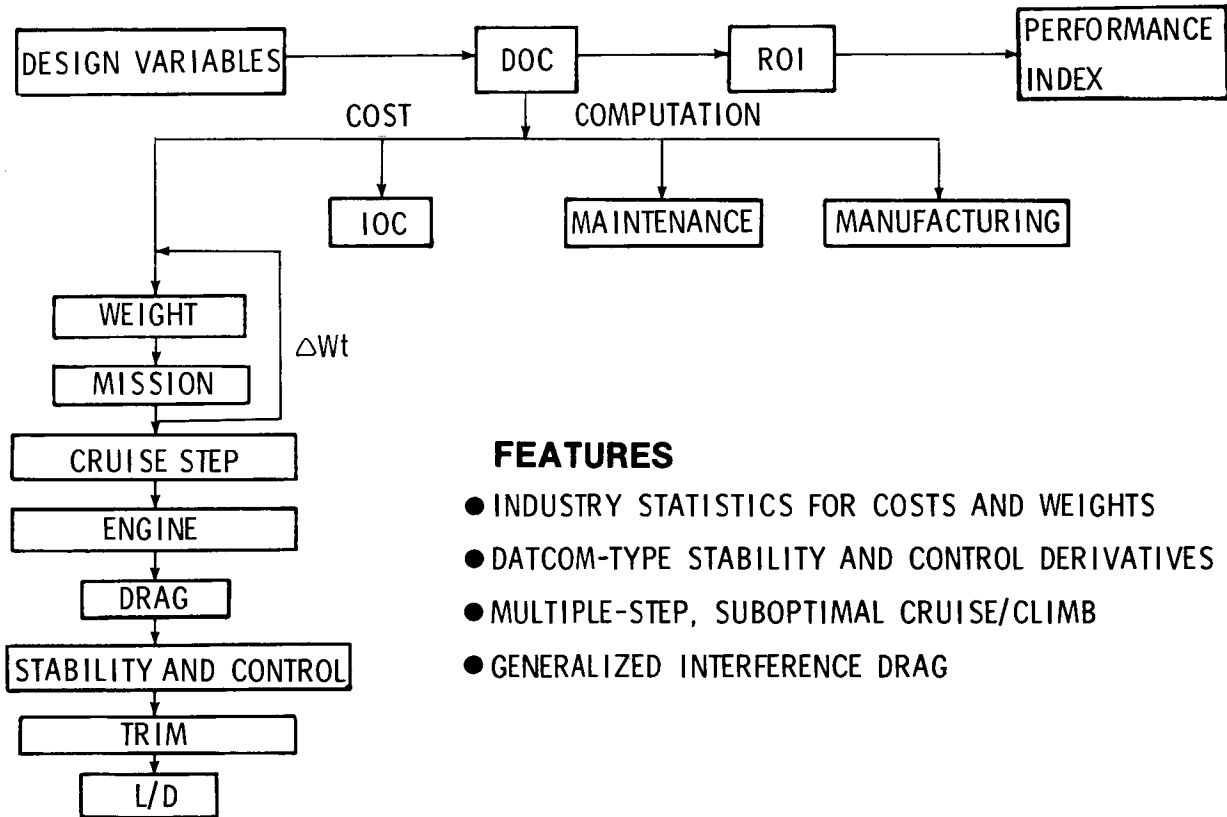 DESIGN VARIABLES
DOC
ROI
PERFORMANCE
INDEX
COST COMPUTATION
IOC
MAINTENANCE
MANUFACTURING
WEIGHT
△Wt
MISSION
CRUISE STEP
ENGINE
DRAG
STABILITY AND CONTROL
TRIM
L/D
FEATURES
● INDUSTRY STATISTICS FOR COSTS AND WEIGHTS
● DATCOM-TYPE STABILITY AND CONTROL DERIVATIVES
● MULTIPLE-STEP, SUBOPTIMAL CRUISE/CLIMB
● GENERALIZED INTERFERENCE DRAG